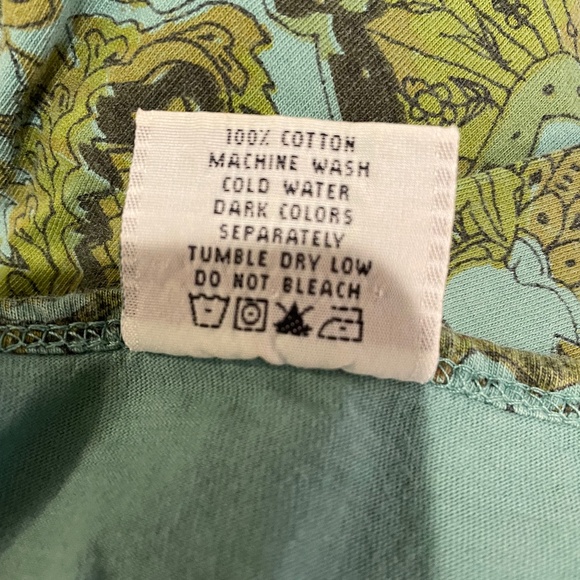 100% COTTON
MACHINE WASH
COLD WATER
DARK COLORS
SEPARATELY
TUMBLE DRY LOW
DO NOT BLEACH